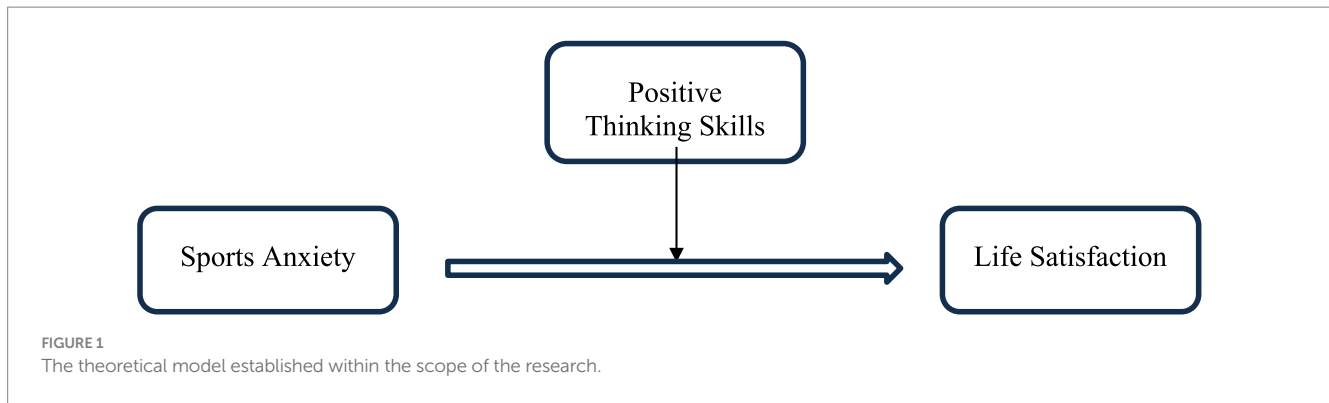 Positive
Thinking Skills
Sports Anxiety
Life Satisfaction
FIGURE 1
The theoretical model established within the scope of the research.